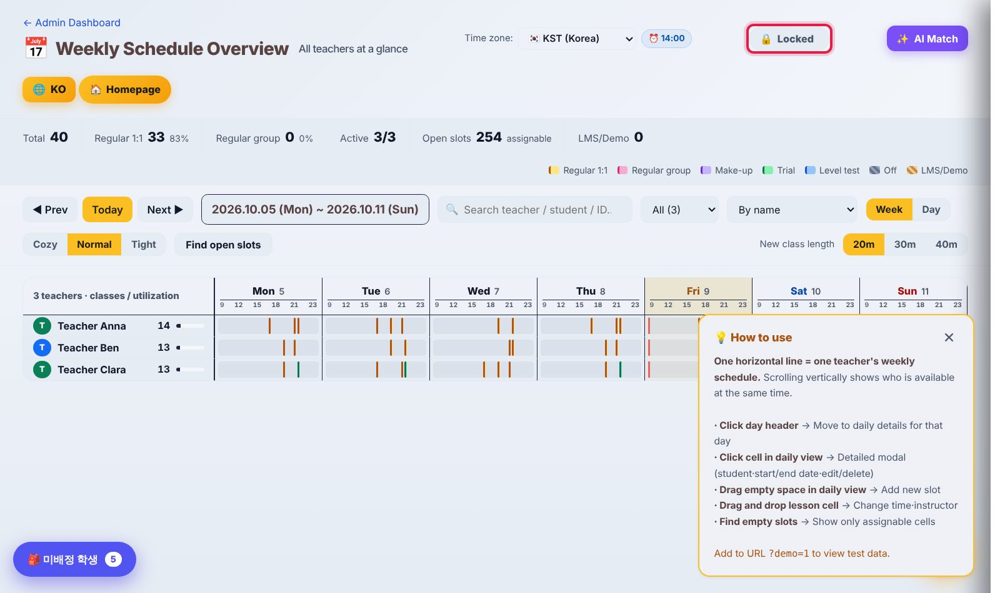 ← Admin Dashboard
July 17 Weekly Schedule Overview All teachers at a glance
Time zone: KST (Korea) 14:00
Locked
AI Match
KO
Homepage
Total 40 Regular 1:1 33 83% Regular group 0 0% Active 3/3 Open slots 254 assignable LMS/Demo 0
Regular 1:1 Regular group Make-up Trial Level test Off LMS/Demo
◀ Prev Today Next ▶ 2026.10.05 (Mon) ~ 2026.10.11 (Sun) Search teacher / student / ID.. All (3) By name Week Day
Cozy Normal Tight Find open slots New class length 20m 30m 40m
3 teachers · classes / utilization Mon 5 Tue 6 Wed 7 Thu 8 Fri 9 Sat 10 Sun 11
9 12 15 18 21 23 9 12 15 18 21 23 9 12 15 18 21 23 9 12 15 18 21 23 9 12 15 18 21 23 9 12 15 18 21 23 9 12 15 18 21 23
T Teacher Anna 14
T Teacher Ben 13
T Teacher Clara 13
How to use ✕
One horizontal line = one teacher's weekly
schedule. Scrolling vertically shows who is available
at the same time.
· Click day header → Move to daily details for that
day
· Click cell in daily view → Detailed modal
(student·start/end date·edit/delete)
· Drag empty space in daily view → Add new slot
· Drag and drop lesson cell → Change time·instructor
· Find empty slots → Show only assignable cells
Add to URL ?demo=1 to view test data.
미배정 학생 5